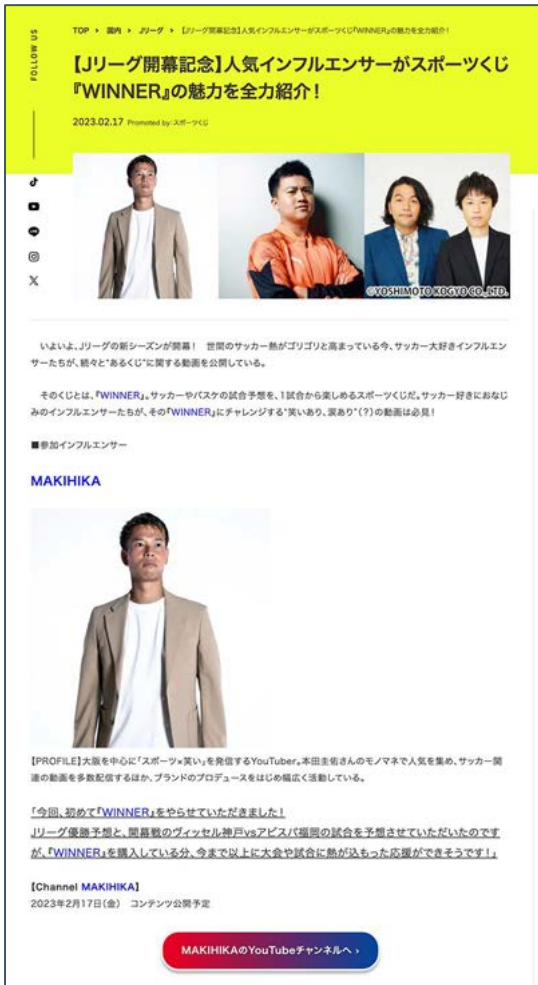 FOLLOW US
TOP › 国内 › Jリーグ › 【Jリーグ開幕記念】人気インフルエンサーがスポーツくじ『WINNER』の魅力を全力紹介!
【Jリーグ開幕記念】人気インフルエンサーがスポーツくじ
『WINNER』の魅力を全力紹介!
2023.02.17 Promoted by:スポーツくじ
©YOSHIMOTO KOGYO CO.,LTD.
いよいよ、Jリーグの新シーズンが開幕! 世間のサッカー熱がゴリゴリと高まっている今、サッカー大好きインフルエン
サーたちが、続々と“あるくじ”に関する動画を公開している。
そのくじとは、『WINNER』。サッカーやバスケの試合予想を、1試合から楽しめるスポーツくじだ。サッカー好きにおなじ
みのインフルエンサーたちが、その『WINNER』にチャレンジする“笑いあり、涙あり”(?)の動画は必見!
■参加インフルエンサー
MAKIHIKA
【PROFILE】大阪を中心に「スポーツ×笑い」を発信するYouTuber。本田圭佑さんのモノマネで人気を集め、サッカー関
連の動画を多数配信するほか、ブランドのプロデュースをはじめ幅広く活動している。
「今回、初めて『WINNER』をやらせていただきました!
Jリーグ優勝予想と、開幕戦のヴィッセル神戸vsアビスパ福岡の試合を予想させていただいたのです
が、『WINNER』を購入している分、今まで以上に大会や試合に熱が込もった応援ができそうです!」
【Channel MAKIHIKA】
2023年2月17日(金) コンテンツ公開予定
MAKIHIKAのYouTubeチャンネルへ ›